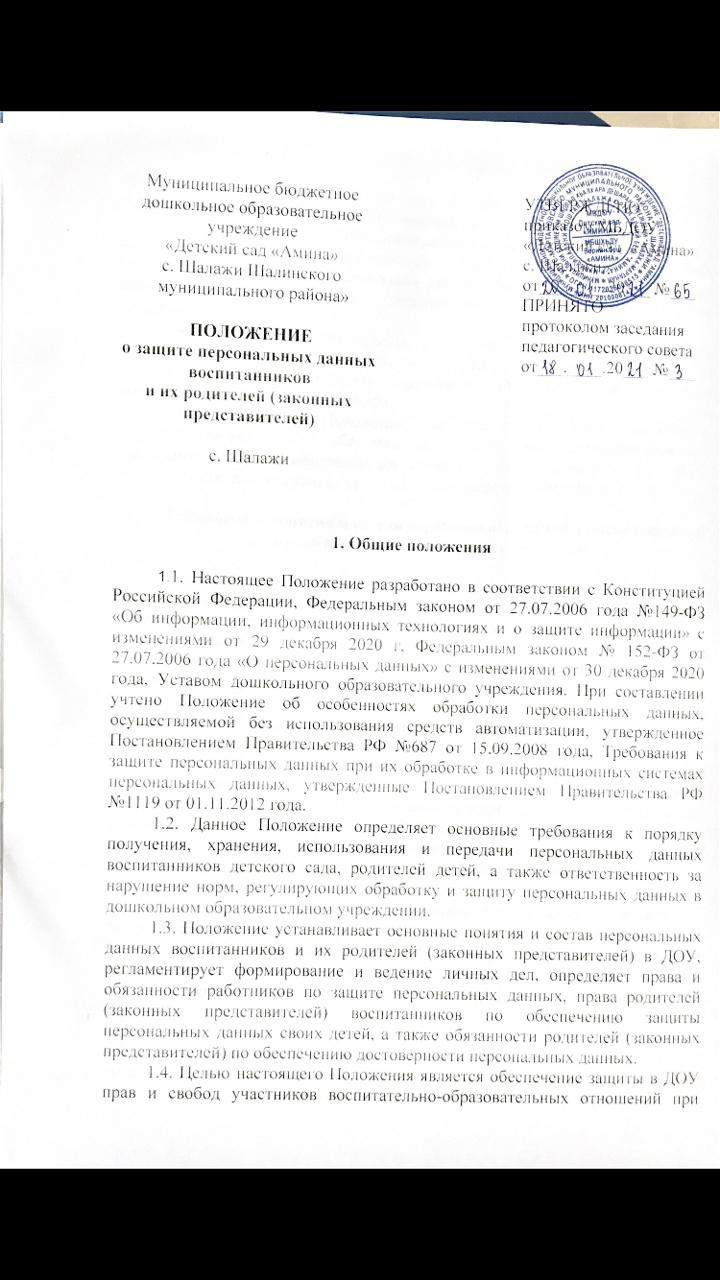 Муниципальное бюджетное
дошкольное образовательное
учреждение
«Детский сад «Амина»
с. Шалажи Шалинского
муниципального района»
ПОЛОЖЕНИЕ
о защите персональных данных
воспитанников
и их родителей (законных
представителей)
с. Шалажи
УТВЕРЖДЕНО
приказом МБДОУ
«Детский сад «Амина»
с. Шалажи
от 21 № 65
ПРИНЯТО
протоколом заседания
педагогического совета
от 18 . 01 .2021 № 3
1. Общие положения
1.1. Настоящее Положение разработано в соответствии с Конституцией
Российской Федерации, Федеральным законом от 27.07.2006 года №149-ФЗ
«Об информации, информационных технологиях и о защите информации» с
изменениями от 29 декабря 2020 г, Федеральным законом № 152-ФЗ от
27.07.2006 года «О персональных данных» с изменениями от 30 декабря 2020
года, Уставом дошкольного образовательного учреждения. При составлении
учтено Положение об особенностях обработки персональных данных,
осуществляемой без использования средств автоматизации, утвержденное
Постановлением Правительства РФ №687 от 15.09.2008 года, Требования к
защите персональных данных при их обработке в информационных системах
персональных данных, утвержденные Постановлением Правительства РФ
№1119 от 01.11.2012 года.
1.2. Данное Положение определяет основные требования к порядку
получения, хранения, использования и передачи персональных данных
воспитанников детского сада, родителей детей, а также ответственность за
нарушение норм, регулирующих обработку и защиту персональных данных в
дошкольном образовательном учреждении.
1.3. Положение устанавливает основные понятия и состав персональных
данных воспитанников и их родителей (законных представителей) в ДОУ,
регламентирует формирование и ведение личных дел, определяет права и
обязанности работников по защите персональных данных, права родителей
(законных представителей) воспитанников по обеспечению защиты
персональных данных своих детей, а также обязанности родителей (законных
представителей) по обеспечению достоверности персональных данных.
1.4. Целью настоящего Положения является обеспечение защиты в ДОУ
прав и свобод участников воспитательно-образовательных отношений при